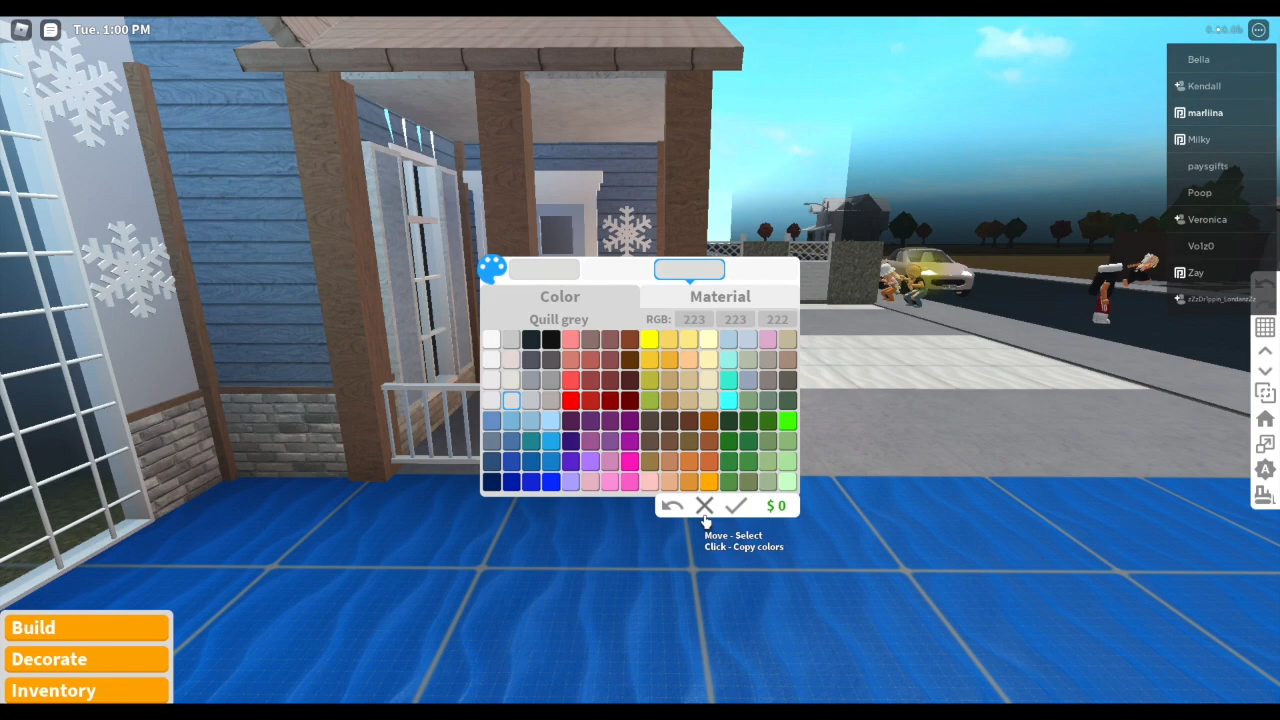 Tue. 1:00 PM
Bella
Kendall
marliina
Milky
paysgifts
Poop
Veronica
Volz0
Zay
Color
Material
Quill grey
RGB: 223 223 222
$ 0
Move - Select
Click - Copy colors
Build
Decorate
Inventory